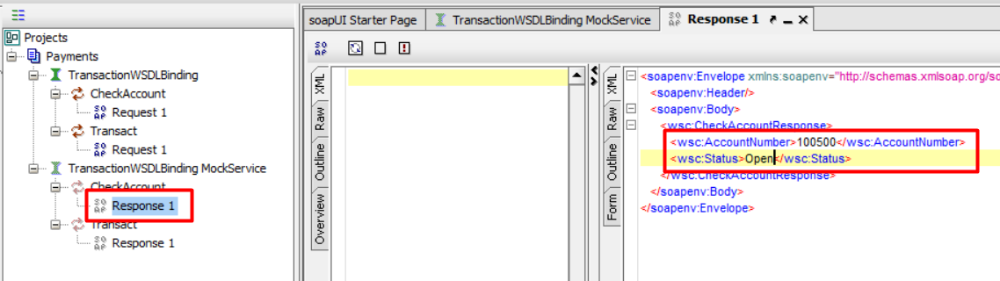 Projects
Payments
TransactionWSDLBinding
CheckAccount
Request 1
Transact
Request 1
TransactionWSDLBinding MockService
CheckAccount
Response 1
Transact
Response 1
soapUI Starter Page
TransactionWSDLBinding MockService
Response 1
XML
Raw
Outline
Overview
XML
Raw
Outline
Form
<soapenv:Envelope xmlns:soapenv="http://schemas.xmlsoap.org/so
<soapenv:Header/>
<soapenv:Body>
<wsc:CheckAccountResponse>
<wsc:AccountNumber>100500</wsc:AccountNumber>
<wsc:Status>Open</wsc:Status>
</wsc:CheckAccountResponse>
</soapenv:Body>
</soapenv:Envelope>